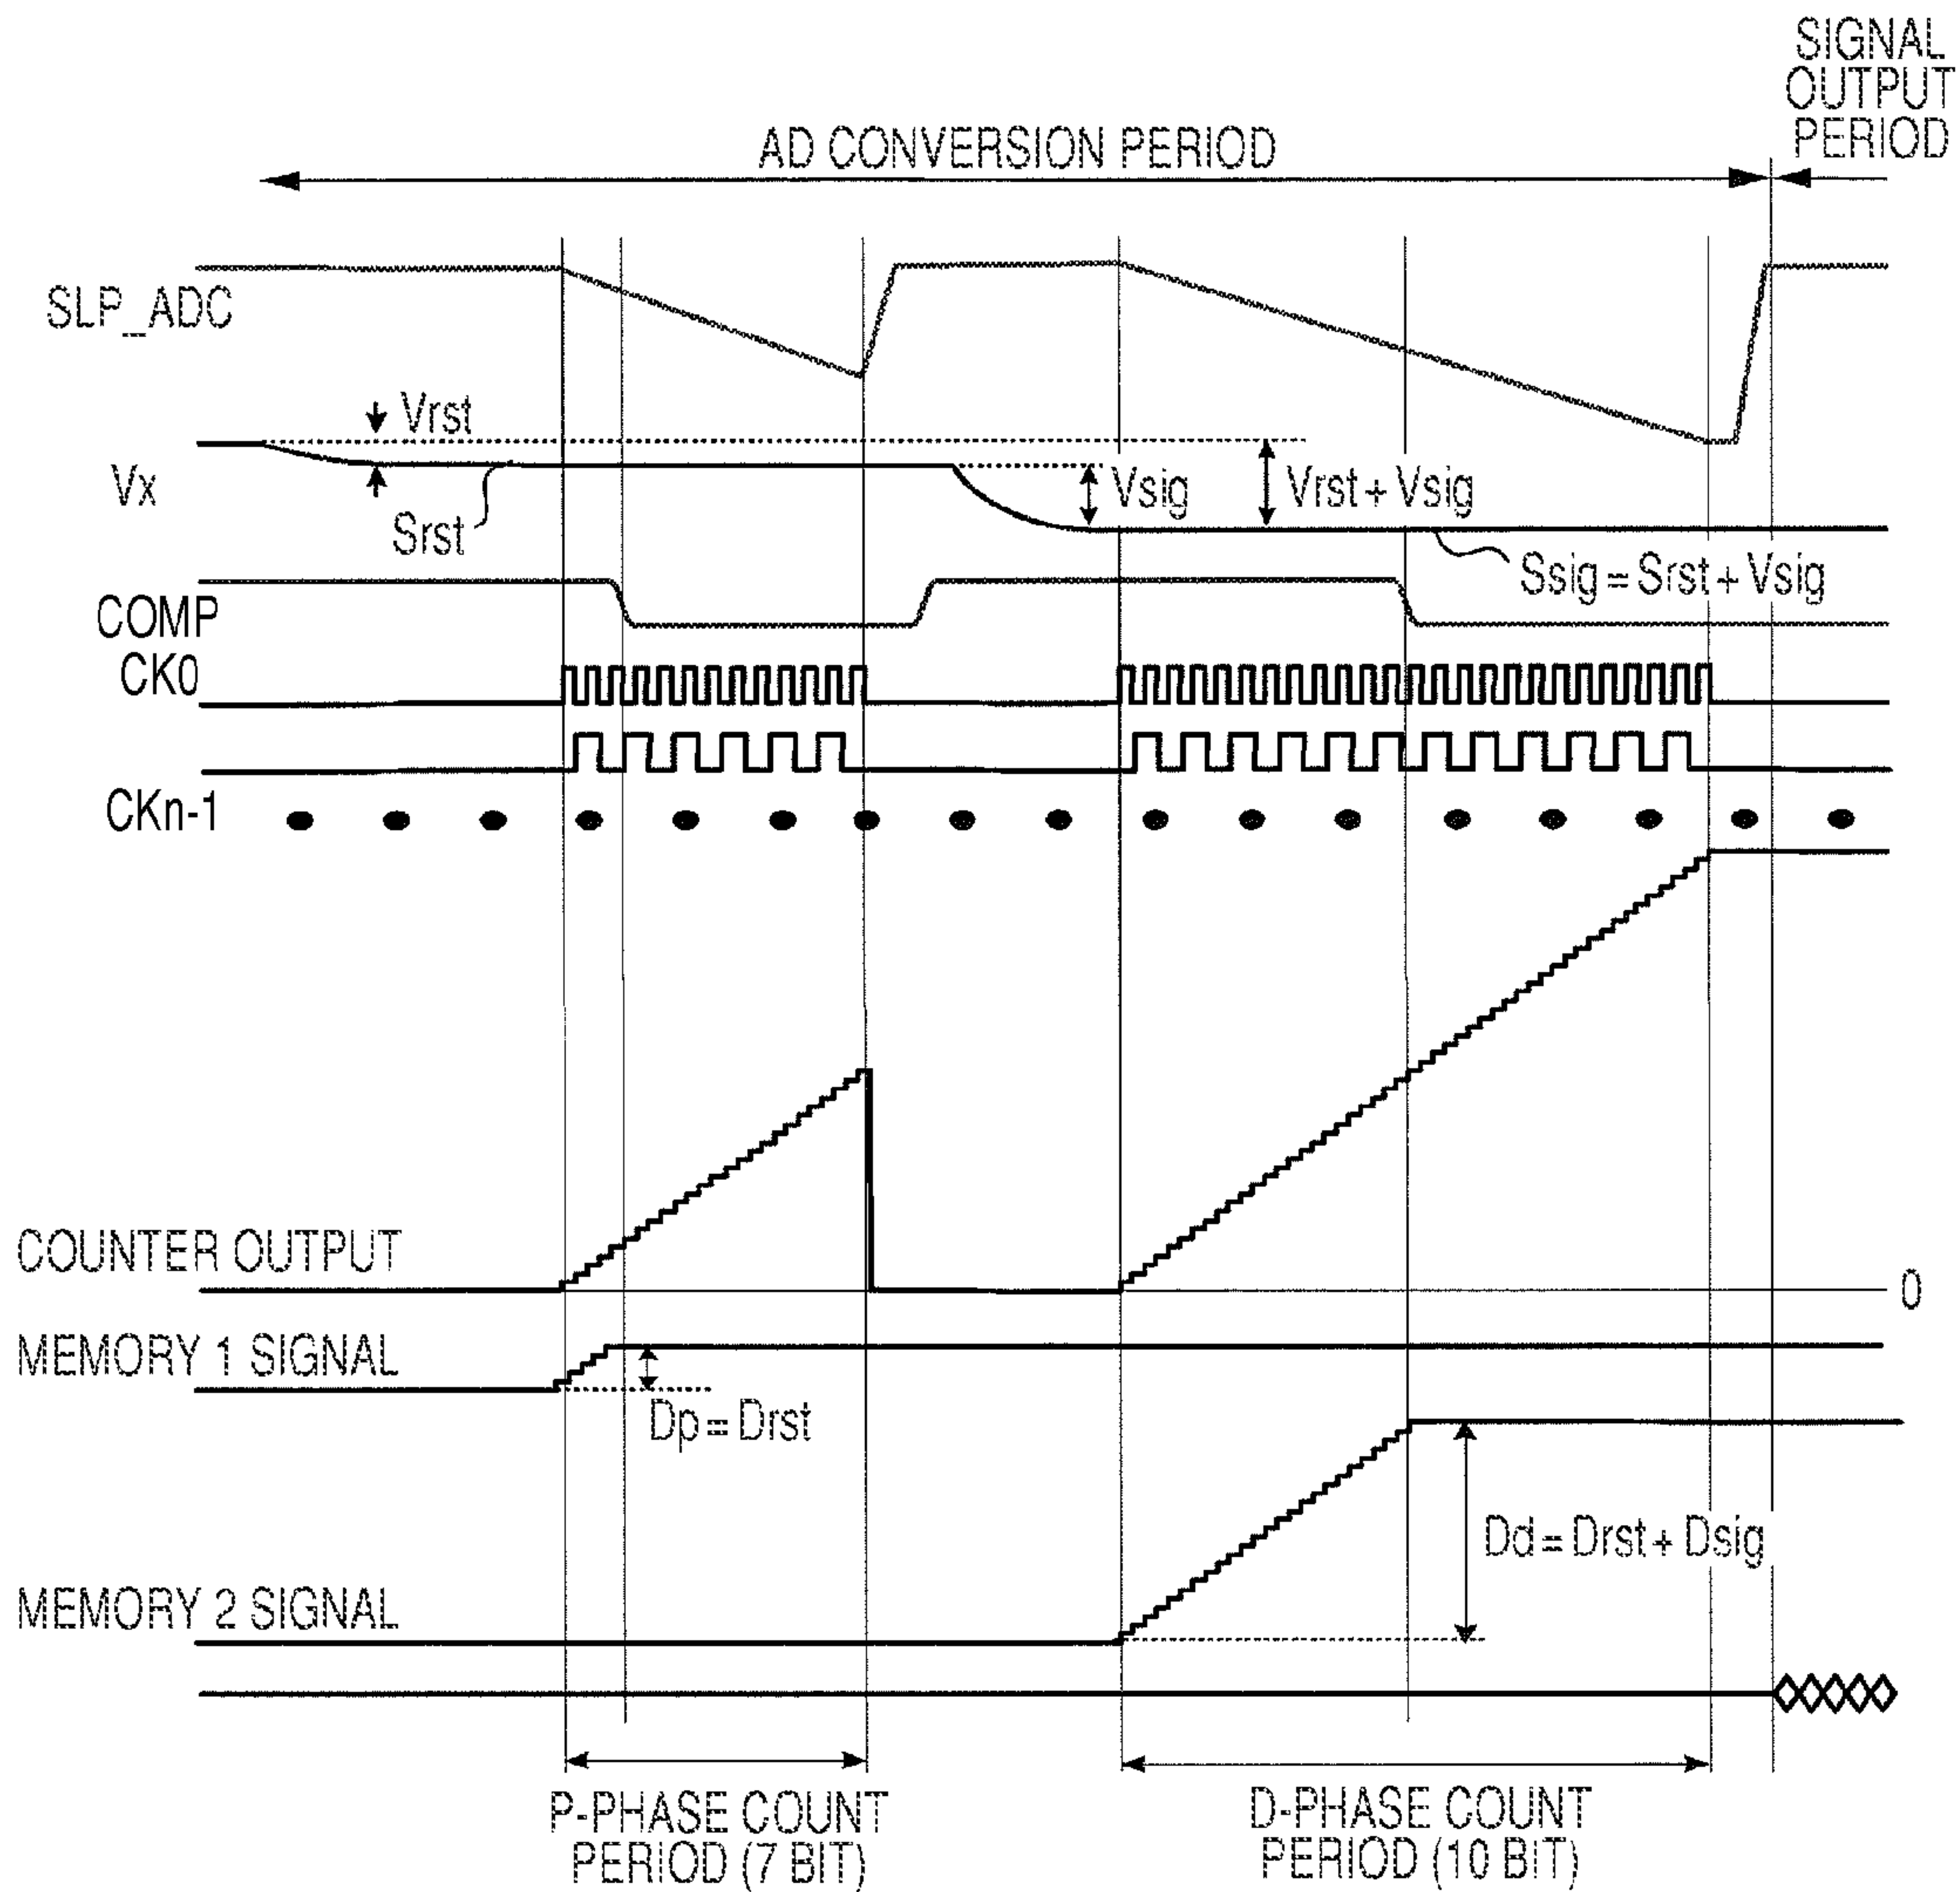 SIGNAL
OUTPUT
PERIOD
AD CONVERSION PERIOD
SLP_ADC
Vrst
Vx
Srst
Vsig
Vrst + Vsig
Ssig = Srst + Vsig
COMP
CK0
CKn-1
COUNTER OUTPUT
0
MEMORY 1 SIGNAL
Dp = Drst
Dd = Drst + Dsig
MEMORY 2 SIGNAL
P-PHASE COUNT
PERIOD (7 BIT)
D-PHASE COUNT
PERIOD (10 BIT)